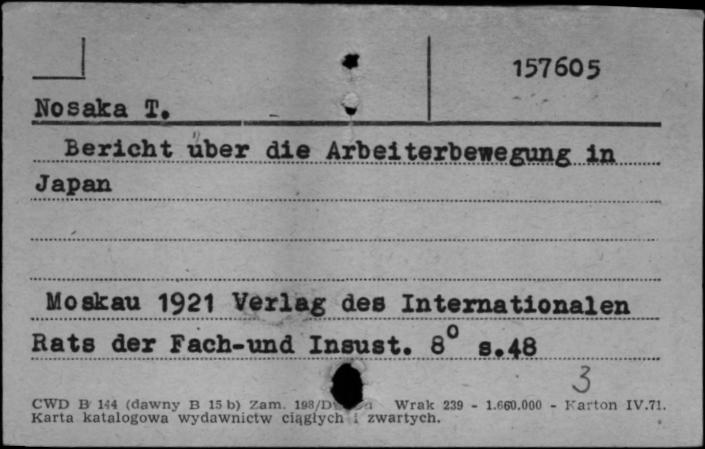 157605
Nosaka T.
Bericht über die Arbeiterbewegung in
Japan
Moskau 1921 Verlag des Internationalen
Rats der Fach-und Insust. 8⁰ s.48
3
CWD B 144 (dawny B 15 b) Zam. Wrak 239 - 1.660.000 - Karton IV.71.
Karta katalogowa wydawnictw ciągłych i zwartych.